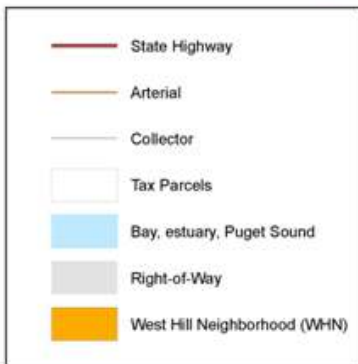 State Highway
Arterial
Collector
Tax Parcels
Bay, estuary, Puget Sound
Right-of-Way
West Hill Neighborhood (WHN)